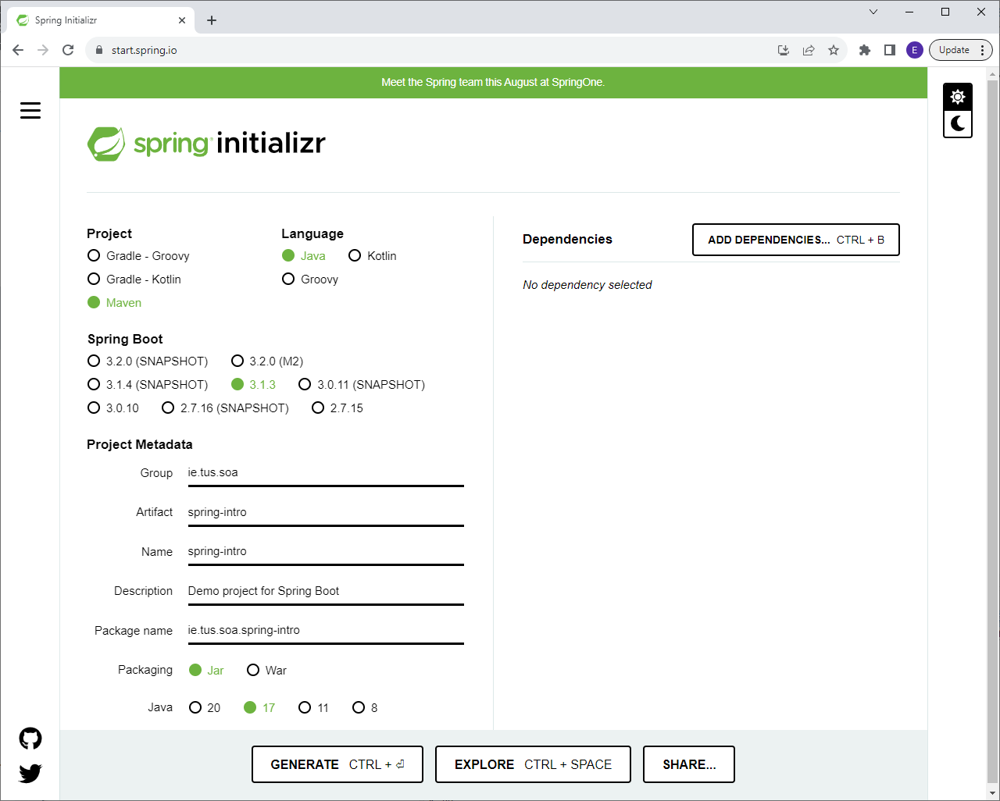 Spring Initializr
start.spring.io
E
Update
Meet the Spring team this August at SpringOne.
spring initializr
Project
Gradle - Groovy
Gradle - Kotlin
Maven
Language
Java Kotlin
Groovy
Spring Boot
3.2.0 (SNAPSHOT) 3.2.0 (M2)
3.1.4 (SNAPSHOT) 3.1.3 3.0.11 (SNAPSHOT)
3.0.10 2.7.16 (SNAPSHOT) 2.7.15
Project Metadata
Group ie.tus.soa
Artifact spring-intro
Name spring-intro
Description Demo project for Spring Boot
Package name ie.tus.soa.spring-intro
Packaging Jar War
Java 20 17 11 8
Dependencies ADD DEPENDENCIES... CTRL + B
No dependency selected
GENERATE CTRL + ⏎ EXPLORE CTRL + SPACE SHARE...